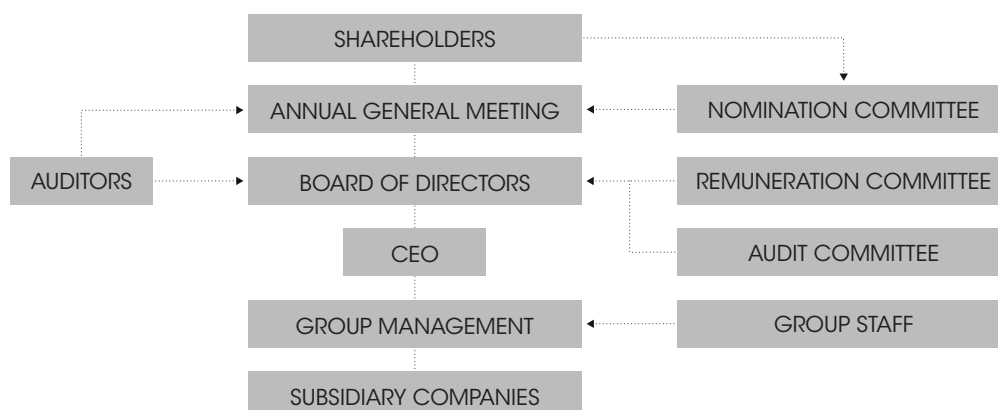 SHAREHOLDERS
ANNUAL GENERAL MEETING
NOMINATION COMMITTEE
AUDITORS
BOARD OF DIRECTORS
REMUNERATION COMMITTEE
CEO
AUDIT COMMITTEE
GROUP MANAGEMENT
GROUP STAFF
SUBSIDIARY COMPANIES